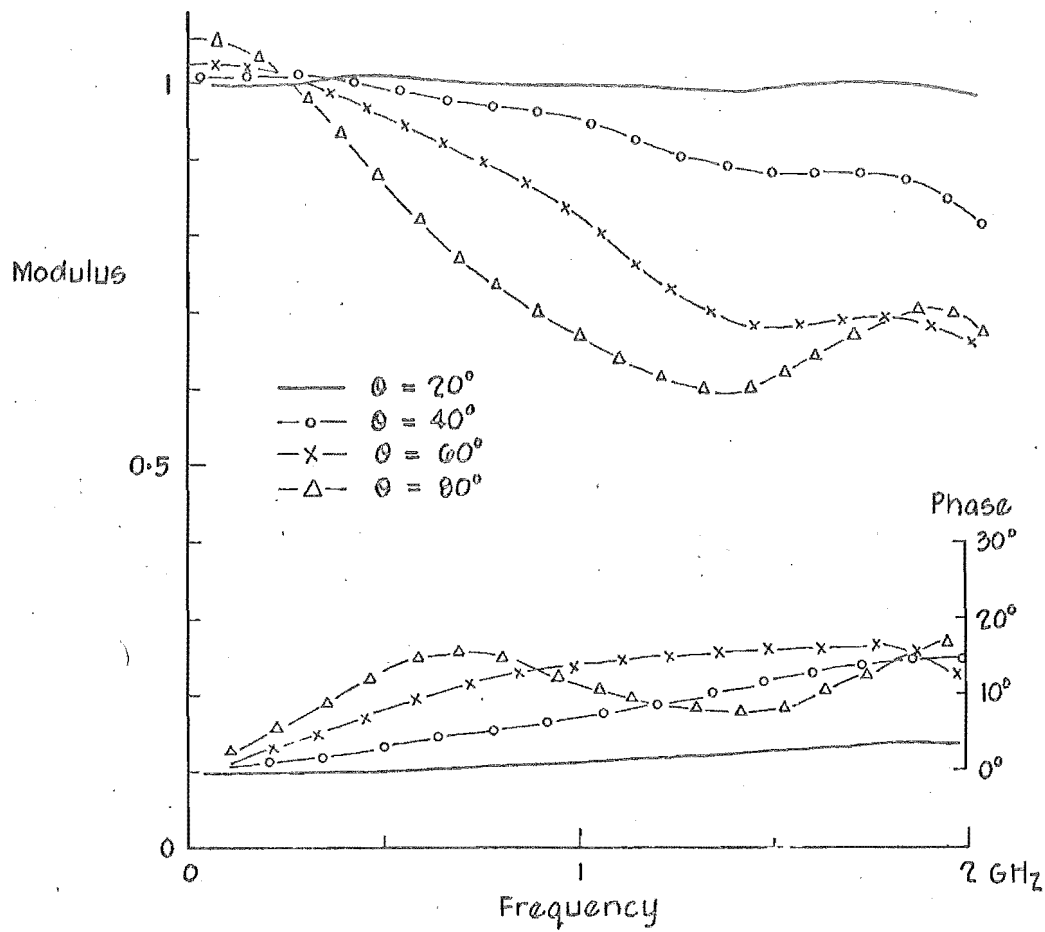 1
Modulus
θ = 20°
θ = 40°
θ = 60°
θ = 80°
0.5
Phase
30°
20°
10°
0°
0
0
1
2 GHz
Frequency